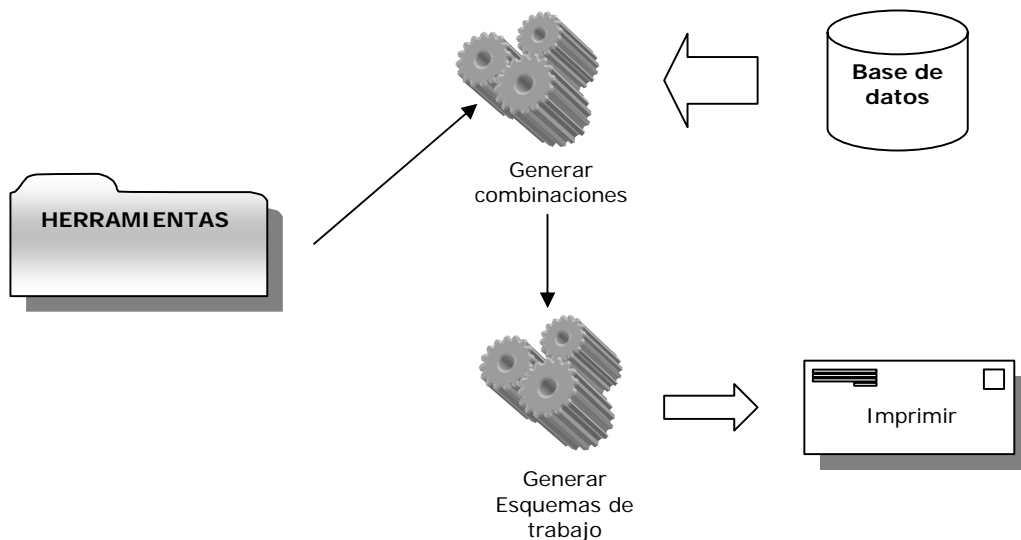 Base de
datos
Generar
combinaciones
HERRAMIENTAS
Imprimir
Generar
Esquemas de
trabajo